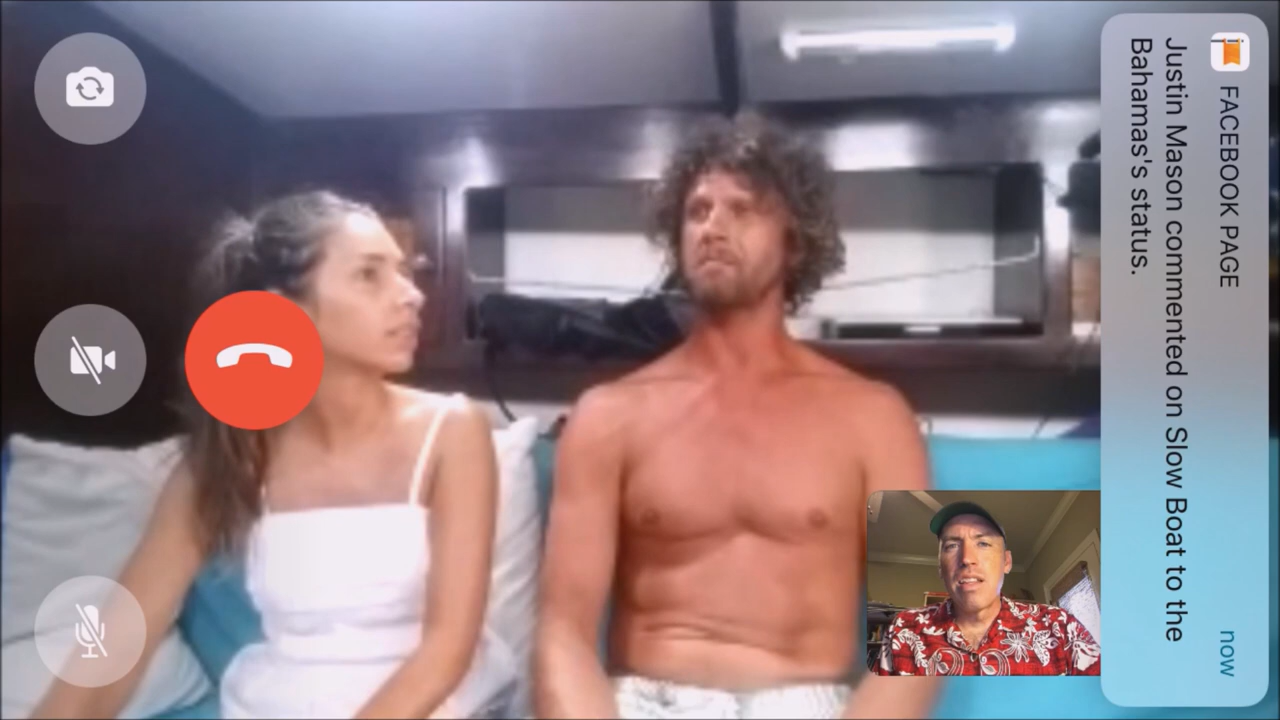 FACEBOOK PAGE now
Justin Mason commented on Slow Boat to the
Bahamas's status.